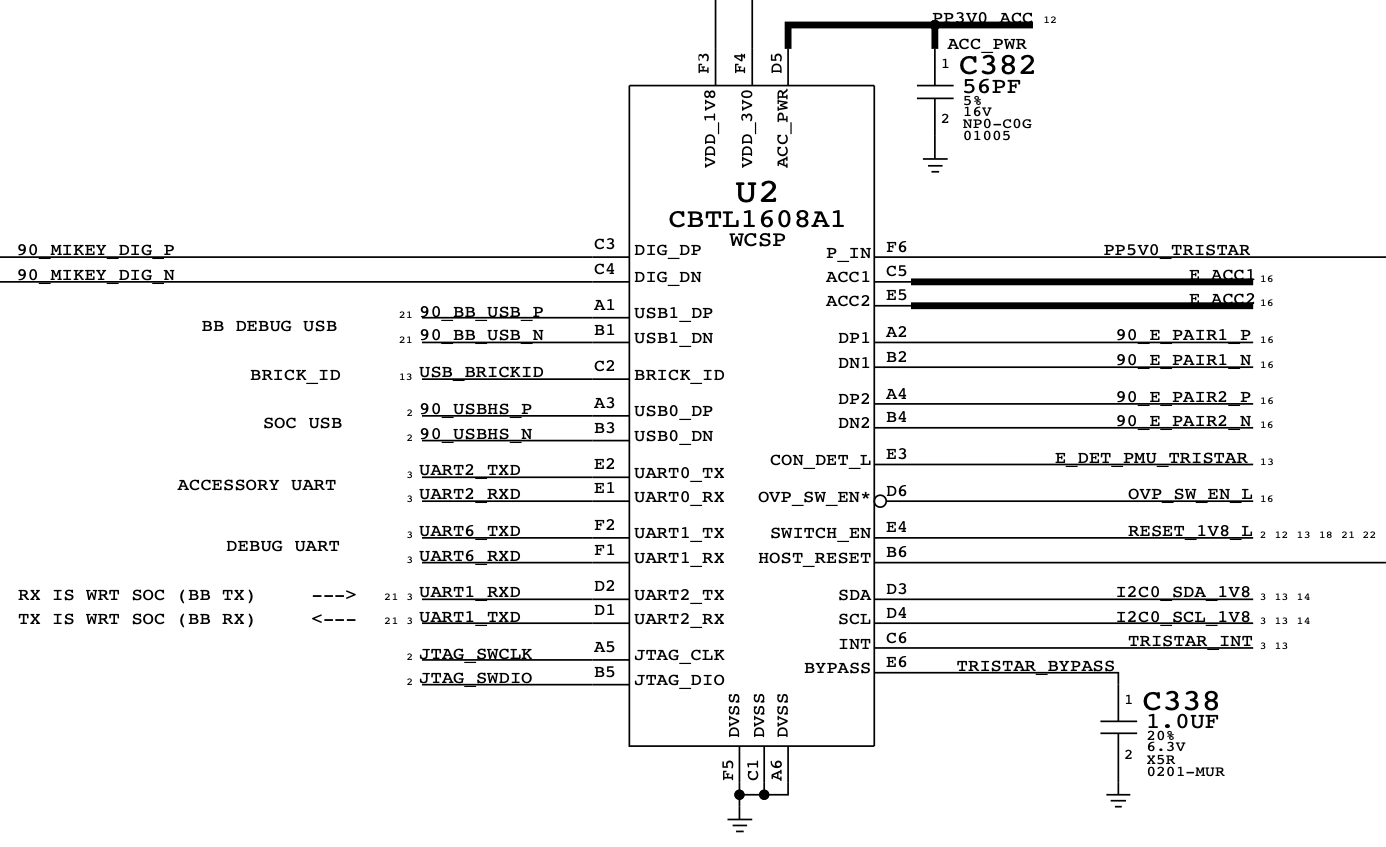 PP3V0_ACC 12
ACC_PWR
1 C382
56PF
5%
16V
NP0-C0G
01005
2
F3 F4 D5
VDD_1V8 VDD_3V0 ACC_PWR
U2
CBTL1608A1
WCSP
90_MIKEY_DIG_P C3 DIG_DP
90_MIKEY_DIG_N C4 DIG_DN
BB DEBUG USB
21 90_BB_USB_P A1 USB1_DP
21 90_BB_USB_N B1 USB1_DN
BRICK_ID 13 USB_BRICKID C2 BRICK_ID
SOC USB
2 90_USBHS_P A3 USB0_DP
2 90_USBHS_N B3 USB0_DN
ACCESSORY UART
3 UART2_TXD E2 UART0_TX
3 UART2_RXD E1 UART0_RX
DEBUG UART
3 UART6_TXD F2 UART1_TX
3 UART6_RXD F1 UART1_RX
RX IS WRT SOC (BB TX) ---> 21 3 UART1_RXD D2 UART2_TX
TX IS WRT SOC (BB RX) <--- 21 3 UART1_TXD D1 UART2_RX
2 JTAG_SWCLK A5 JTAG_CLK
2 JTAG_SWDIO B5 JTAG_DIO
P_IN F6 PP5V0_TRISTAR
ACC1 C5 E_ACC1 16
ACC2 E5 E_ACC2 16
DP1 A2 90_E_PAIR1_P 16
DN1 B2 90_E_PAIR1_N 16
DP2 A4 90_E_PAIR2_P 16
DN2 B4 90_E_PAIR2_N 16
CON_DET_L E3 E_DET_PMU_TRISTAR 13
OVP_SW_EN* D6 OVP_SW_EN_L 16
SWITCH_EN E4 RESET_1V8_L 2 12 13 18 21 22
HOST_RESET B6
SDA D3 I2C0_SDA_1V8 3 13 14
SCL D4 I2C0_SCL_1V8 3 13 14
INT C6 TRISTAR_INT 3 13
BYPASS E6 TRISTAR_BYPASS
DVSS DVSS DVSS
F5 C1 A6
1 C338
1.0UF
20%
6.3V
2
X5R
0201-MUR